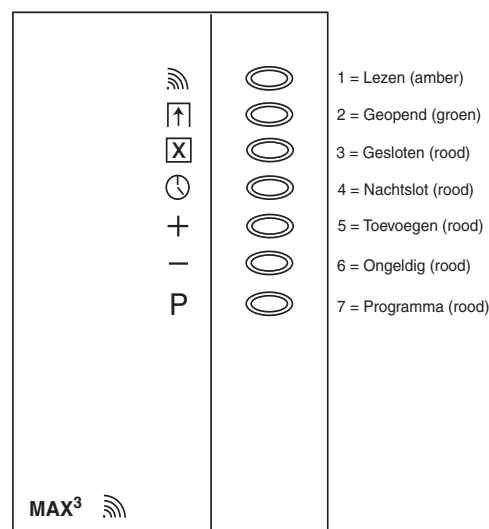 1 = Lezen (amber)
2 = Geopend (groen)
X 3 = Gesloten (rood)
4 = Nachtslot (rood)
+ 5 = Toevoegen (rood)
− 6 = Ongeldig (rood)
P 7 = Programma (rood)
MAX³